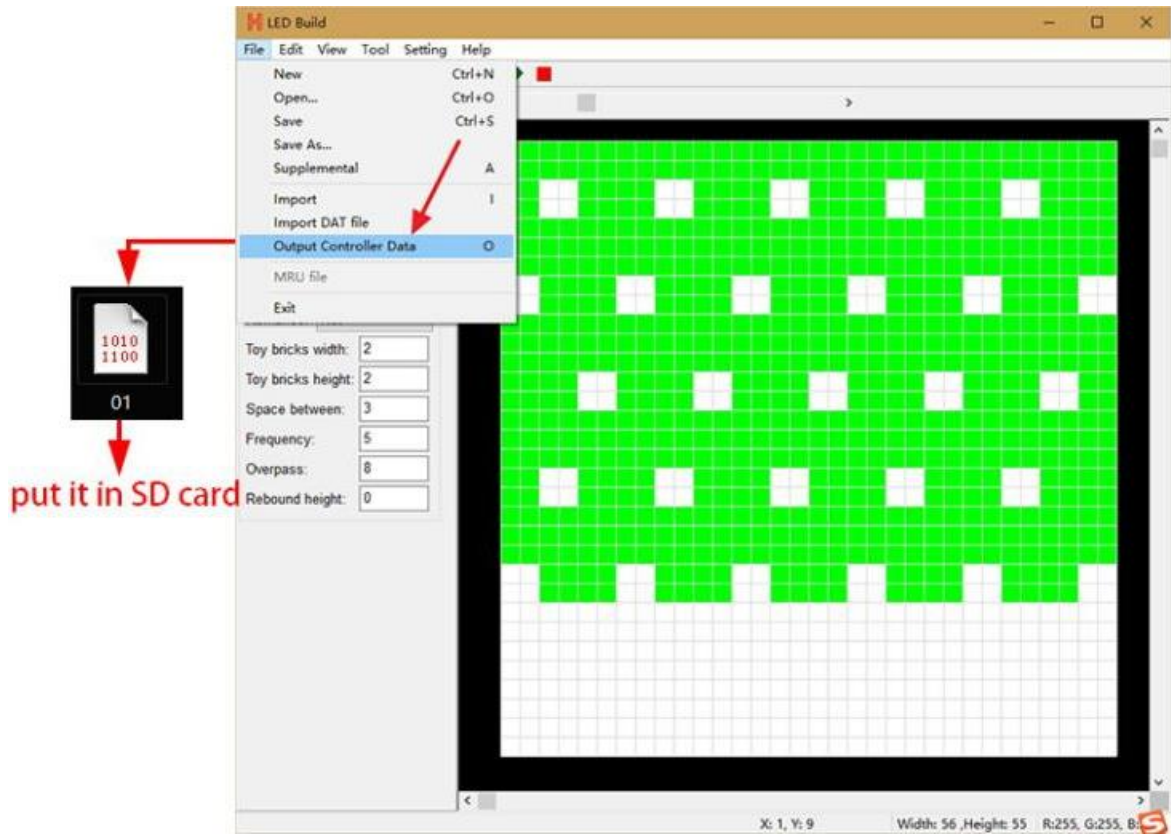 LED Build
File Edit View Tool Setting Help
New Ctrl+N
Open... Ctrl+O
Save Ctrl+S
Save As...
Supplemental A
Import I
Import DAT file
Output Controller Data O
MRU file
Exit
Toy bricks width: 2
Toy bricks height: 2
Space between: 3
Frequency: 5
Overpass: 8
Rebound height: 0
1010
1100
01
put it in SD card
X: 1, Y: 9 Width: 56 ,Height: 55 R:255, G:255, B: